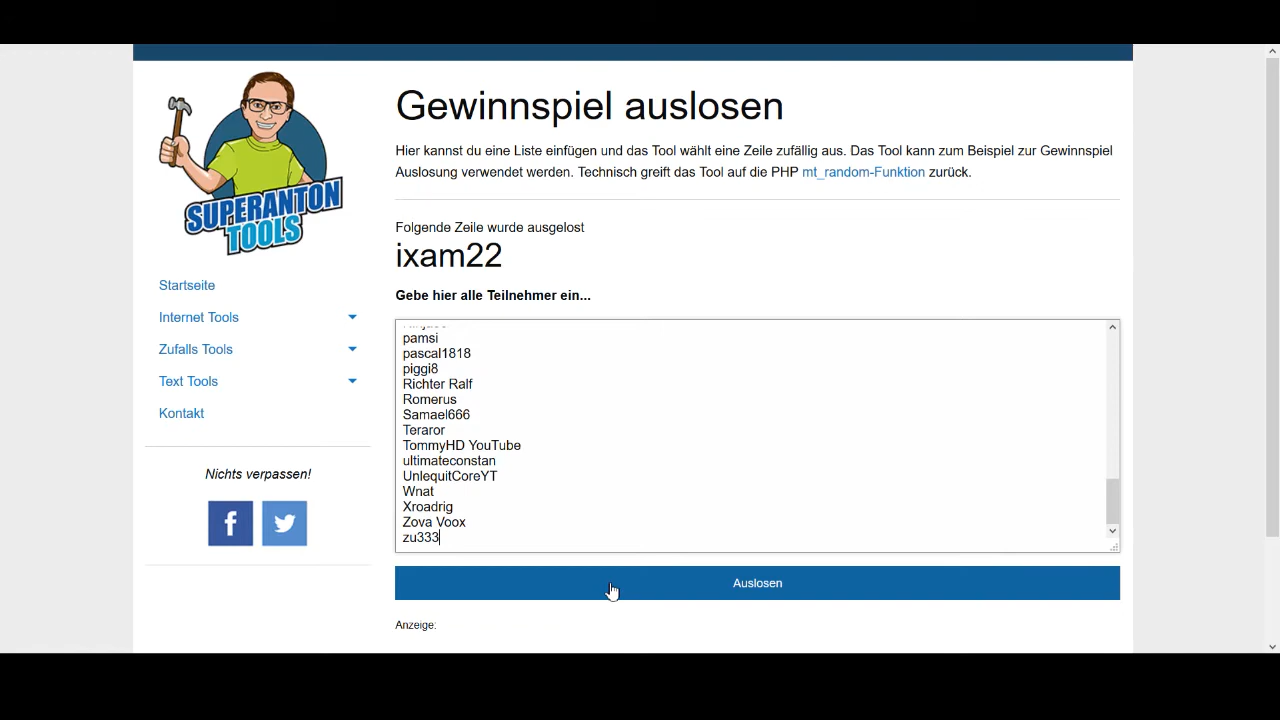 Gewinnspiel auslosen
Hier kannst du eine Liste einfügen und das Tool wählt eine Zeile zufällig aus. Das Tool kann zum Beispiel zur Gewinnspiel
Auslosung verwendet werden. Technisch greift das Tool auf die PHP mt_random-Funktion zurück.
SUPERANTON
TOOLS
Folgende Zeile wurde ausgelost
ixam22
Gebe hier alle Teilnehmer ein...
Startseite
Internet Tools
Zufalls Tools
Text Tools
Kontakt
Nichts verpassen!
f
pamsi
pascal1818
piggi8
Richter Ralf
Romerus
Samael666
Teraror
TommyHD YouTube
ultimateconstan
UnlequitCoreYT
Wnat
Xroadrig
Zova Voox
zu333
Auslosen
Anzeige: